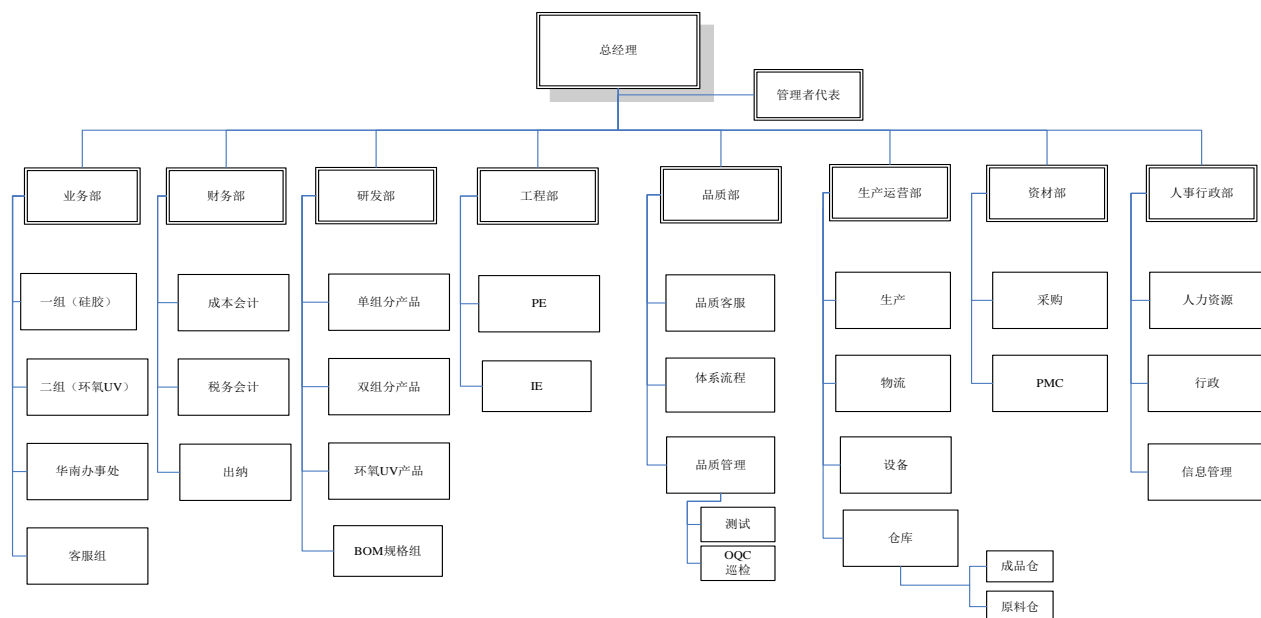 总经理
管理者代表
业务部
财务部
研发部
工程部
品质部
生产运营部
资材部
人事行政部
一组（硅胶）
成本会计
单组分产品
PE
品质客服
生产
采购
人力资源
二组（环氧UV）
税务会计
双组分产品
IE
体系流程
物流
PMC
行政
华南办事处
出纳
环氧UV产品
品质管理
设备
信息管理
客服组
BOM规格组
测试
OQC
巡检
仓库
成品仓
原料仓